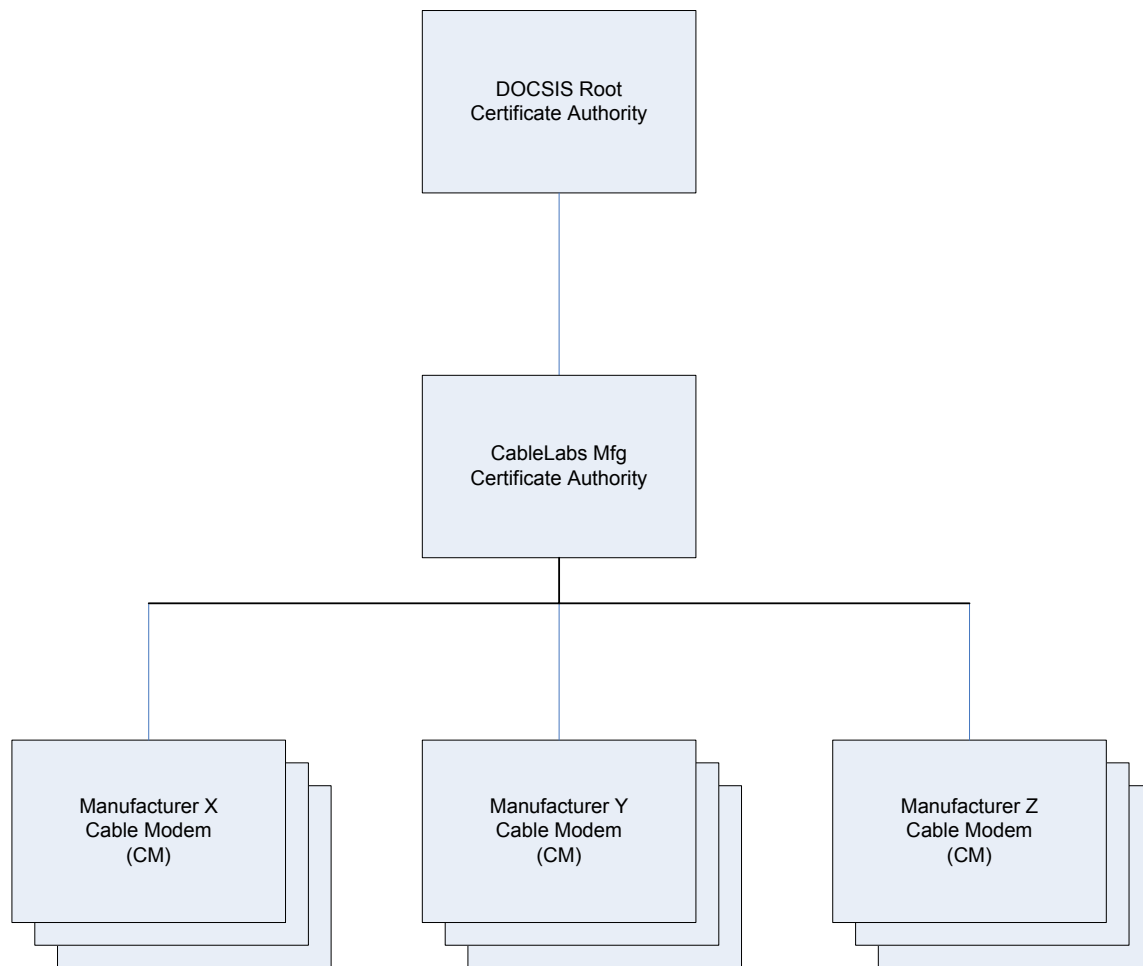 DOCSIS Root
Certificate Authority
CableLabs Mfg
Certificate Authority
Manufacturer X
Cable Modem
(CM)
Manufacturer Y
Cable Modem
(CM)
Manufacturer Z
Cable Modem
(CM)